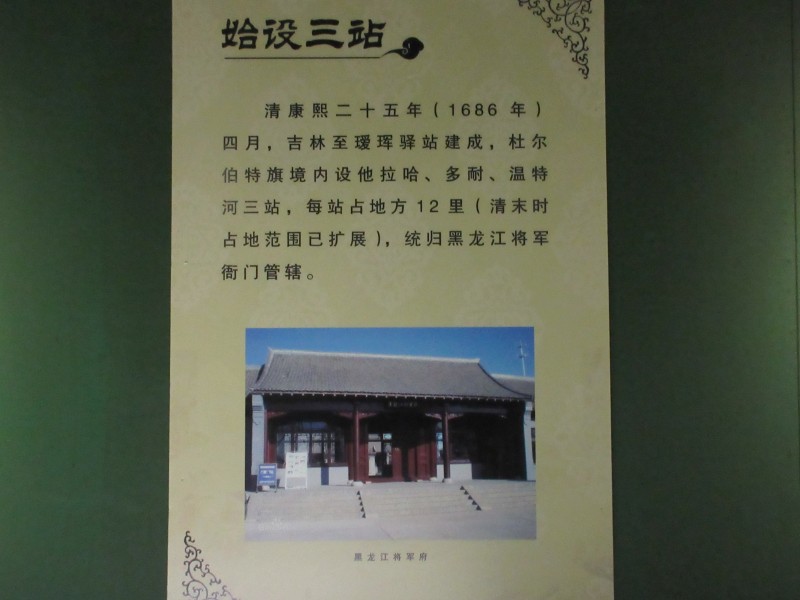 始设三站
清康熙二十五年（1686 年）
四月，吉林至瑷珲驿站建成，杜尔
伯特旗境内设他拉哈、多耐、温特
河三站，每站占地方 12 里（清末时
占地范围已扩展），统归黑龙江将军
衙门管辖。
黑龙江将军府